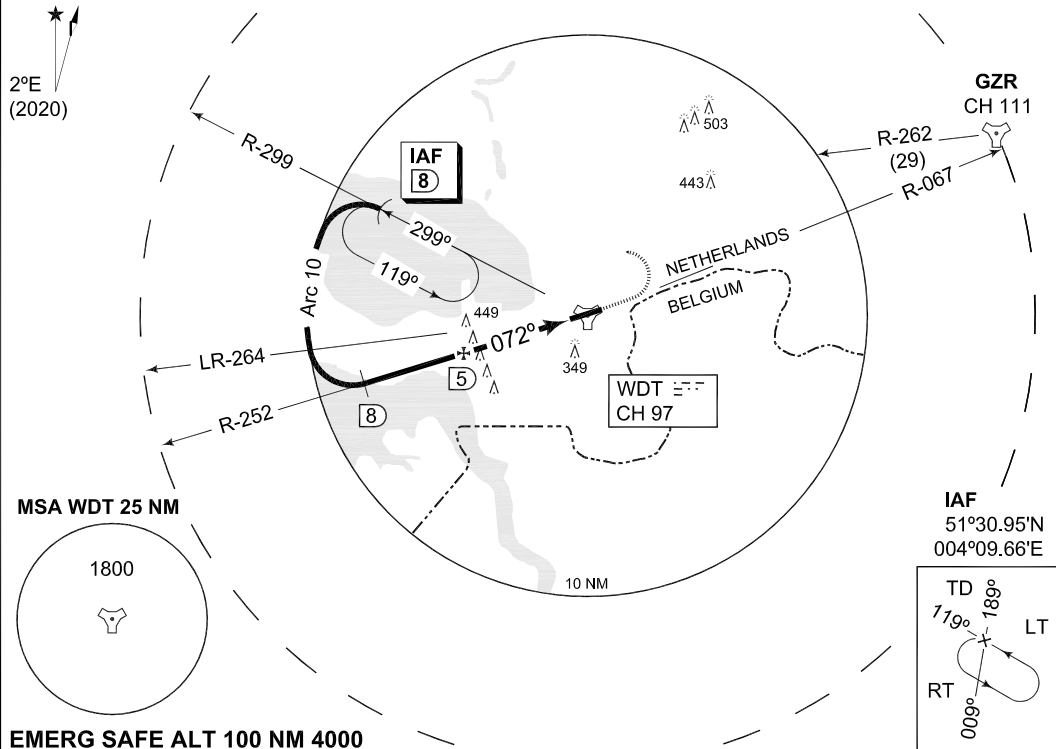 2ºE
(2020)
R-299
IAF
8
299º
119º
Arc 10
503
443
GZR
CH 111
R-262
(29)
R-067
NETHERLANDS
BELGIUM
449
LR-264
072º
5
349
R-252
8
WDT
CH 97
MSA WDT 25 NM
1800
10 NM
IAF
51º30.95'N
004º09.66'E
TD
119º
189º
LT
RT
009º
EMERG SAFE ALT 100 NM 4000